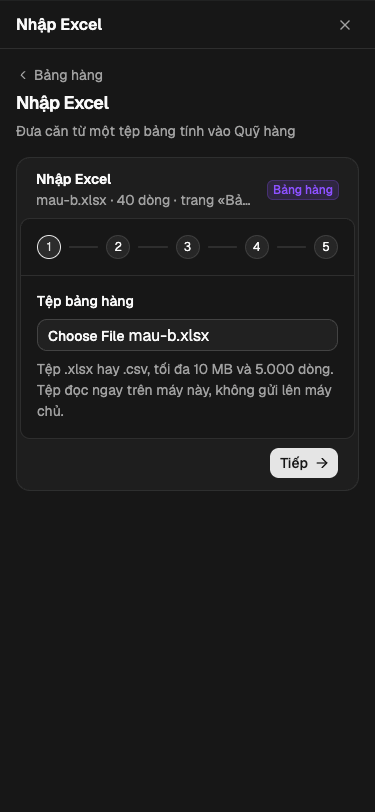 Nhập Excel
Bảng hàng
Nhập Excel
Đưa căn từ một tệp bảng tính vào Quỹ hàng
Nhập Excel
mau-b.xlsx · 40 dòng · trang «Bả...
Bảng hàng
1 2 3 4 5
Tệp bảng hàng
Choose File mau-b.xlsx
Tệp .xlsx hay .csv, tối đa 10 MB và 5.000 dòng.
Tệp đọc ngay trên máy này, không gửi lên máy
chủ.
Tiếp →